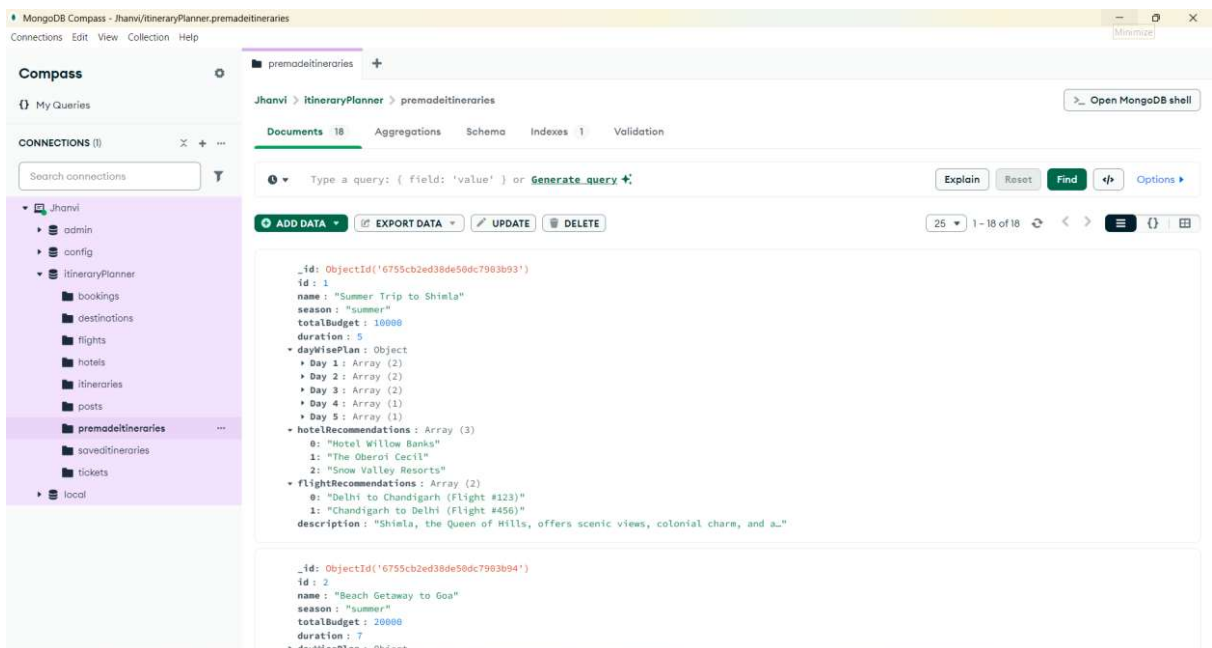 MongoDB Compass - Jhanvi/itineraryPlanner.premadeitineraries
Connections Edit View Collection Help
Minimize
Compass
{} My Queries
CONNECTIONS (1)
Search connections
Jhanvi
admin
config
itineraryPlanner
bookings
destinations
flights
hotels
itineraries
posts
premadeitineraries
saveditineraries
tickets
local
premadeitineraries
Jhanvi > itineraryPlanner > premadeitineraries
>_ Open MongoDB shell
Documents 18 Aggregations Schema Indexes 1 Validation
Type a query: { field: 'value' } or Generate query
Explain Reset Find </> Options
ADD DATA EXPORT DATA UPDATE DELETE
25 1 – 18 of 18 {}
_id: ObjectId('6755cb2ed38de50dc7983b93')
id : 1
name : "Summer Trip to Shimla"
season : "summer"
totalBudget : 10000
duration : 5
dayWisePlan : Object
Day 1 : Array (2)
Day 2 : Array (2)
Day 3 : Array (2)
Day 4 : Array (1)
Day 5 : Array (1)
hotelRecommendations : Array (3)
0: "Hotel Willow Banks"
1: "The Oberoi Cecil"
2: "Snow Valley Resorts"
flightRecommendations : Array (2)
0: "Delhi to Chandigarh (Flight #123)"
1: "Chandigarh to Delhi (Flight #456)"
description : "Shimla, the Queen of Hills, offers scenic views, colonial charm, and a…"
_id: ObjectId('6755cb2ed38de50dc7983b94')
id : 2
name : "Beach Getaway to Goa"
season : "summer"
totalBudget : 20000
duration : 7
dayWisePlan : Object